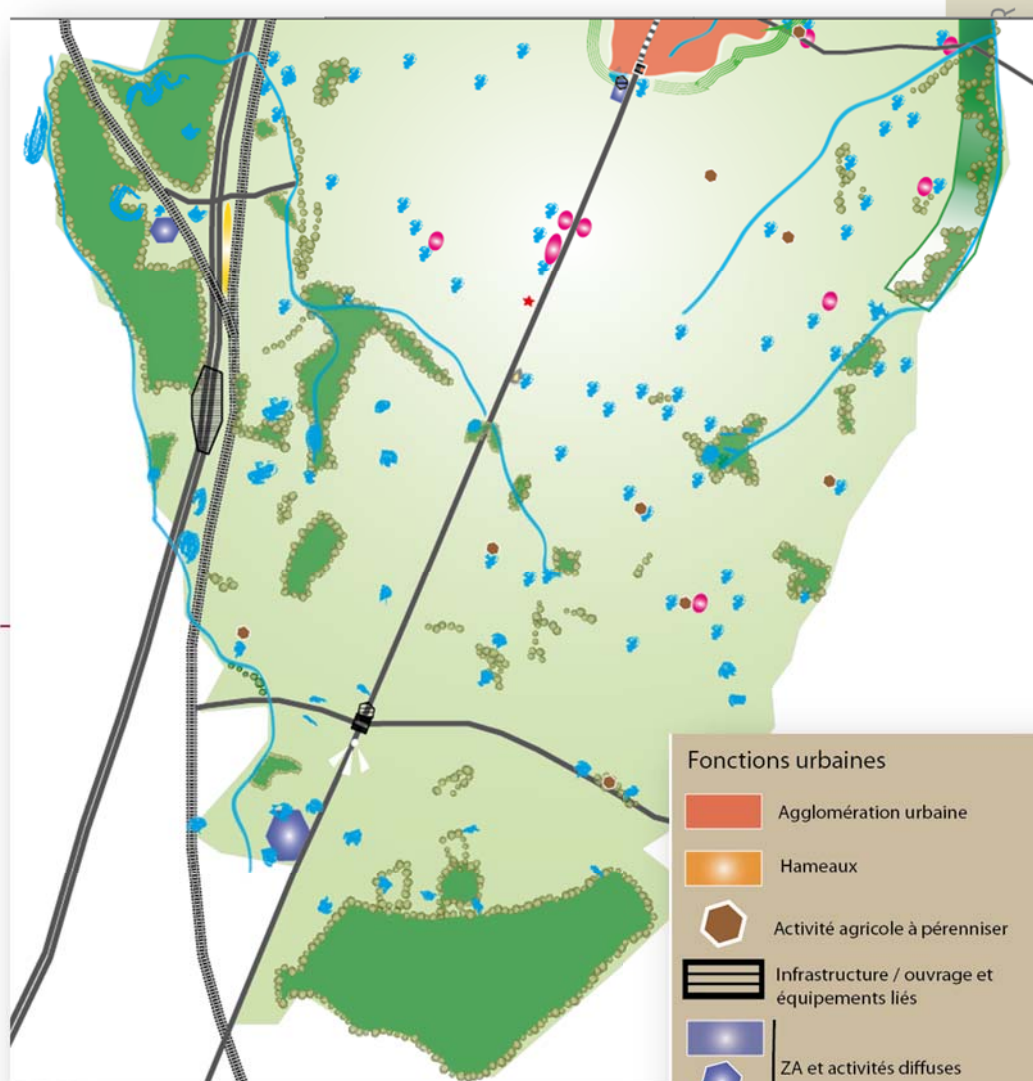 R
Fonctions urbaines
Agglomération urbaine
Hameaux
Activité agricole à pérenniser
Infrastructure / ouvrage et
équipements liés
ZA et activités diffuses